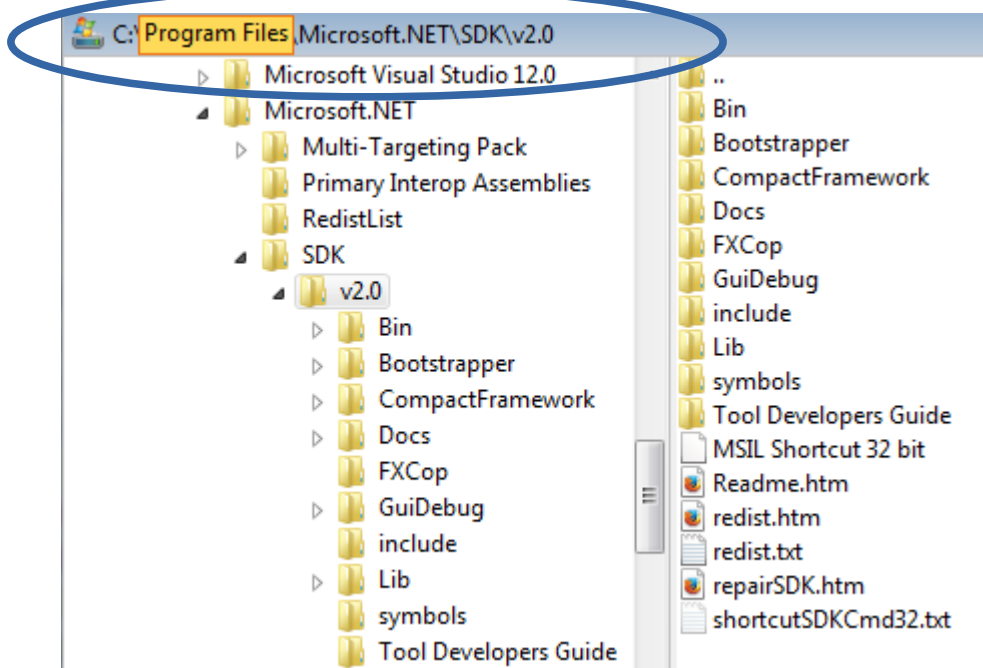 C:\Program Files\Microsoft.NET\SDK\v2.0
Microsoft Visual Studio 12.0
Microsoft.NET
Multi-Targeting Pack
Primary Interop Assemblies
RedistList
SDK
v2.0
Bin
Bootstrapper
CompactFramework
Docs
FXCop
GuiDebug
include
Lib
symbols
Tool Developers Guide
..
Bin
Bootstrapper
CompactFramework
Docs
FXCop
GuiDebug
include
Lib
symbols
Tool Developers Guide
MSIL Shortcut 32 bit
Readme.htm
redist.htm
redist.txt
repairSDK.htm
shortcutSDKCmd32.txt